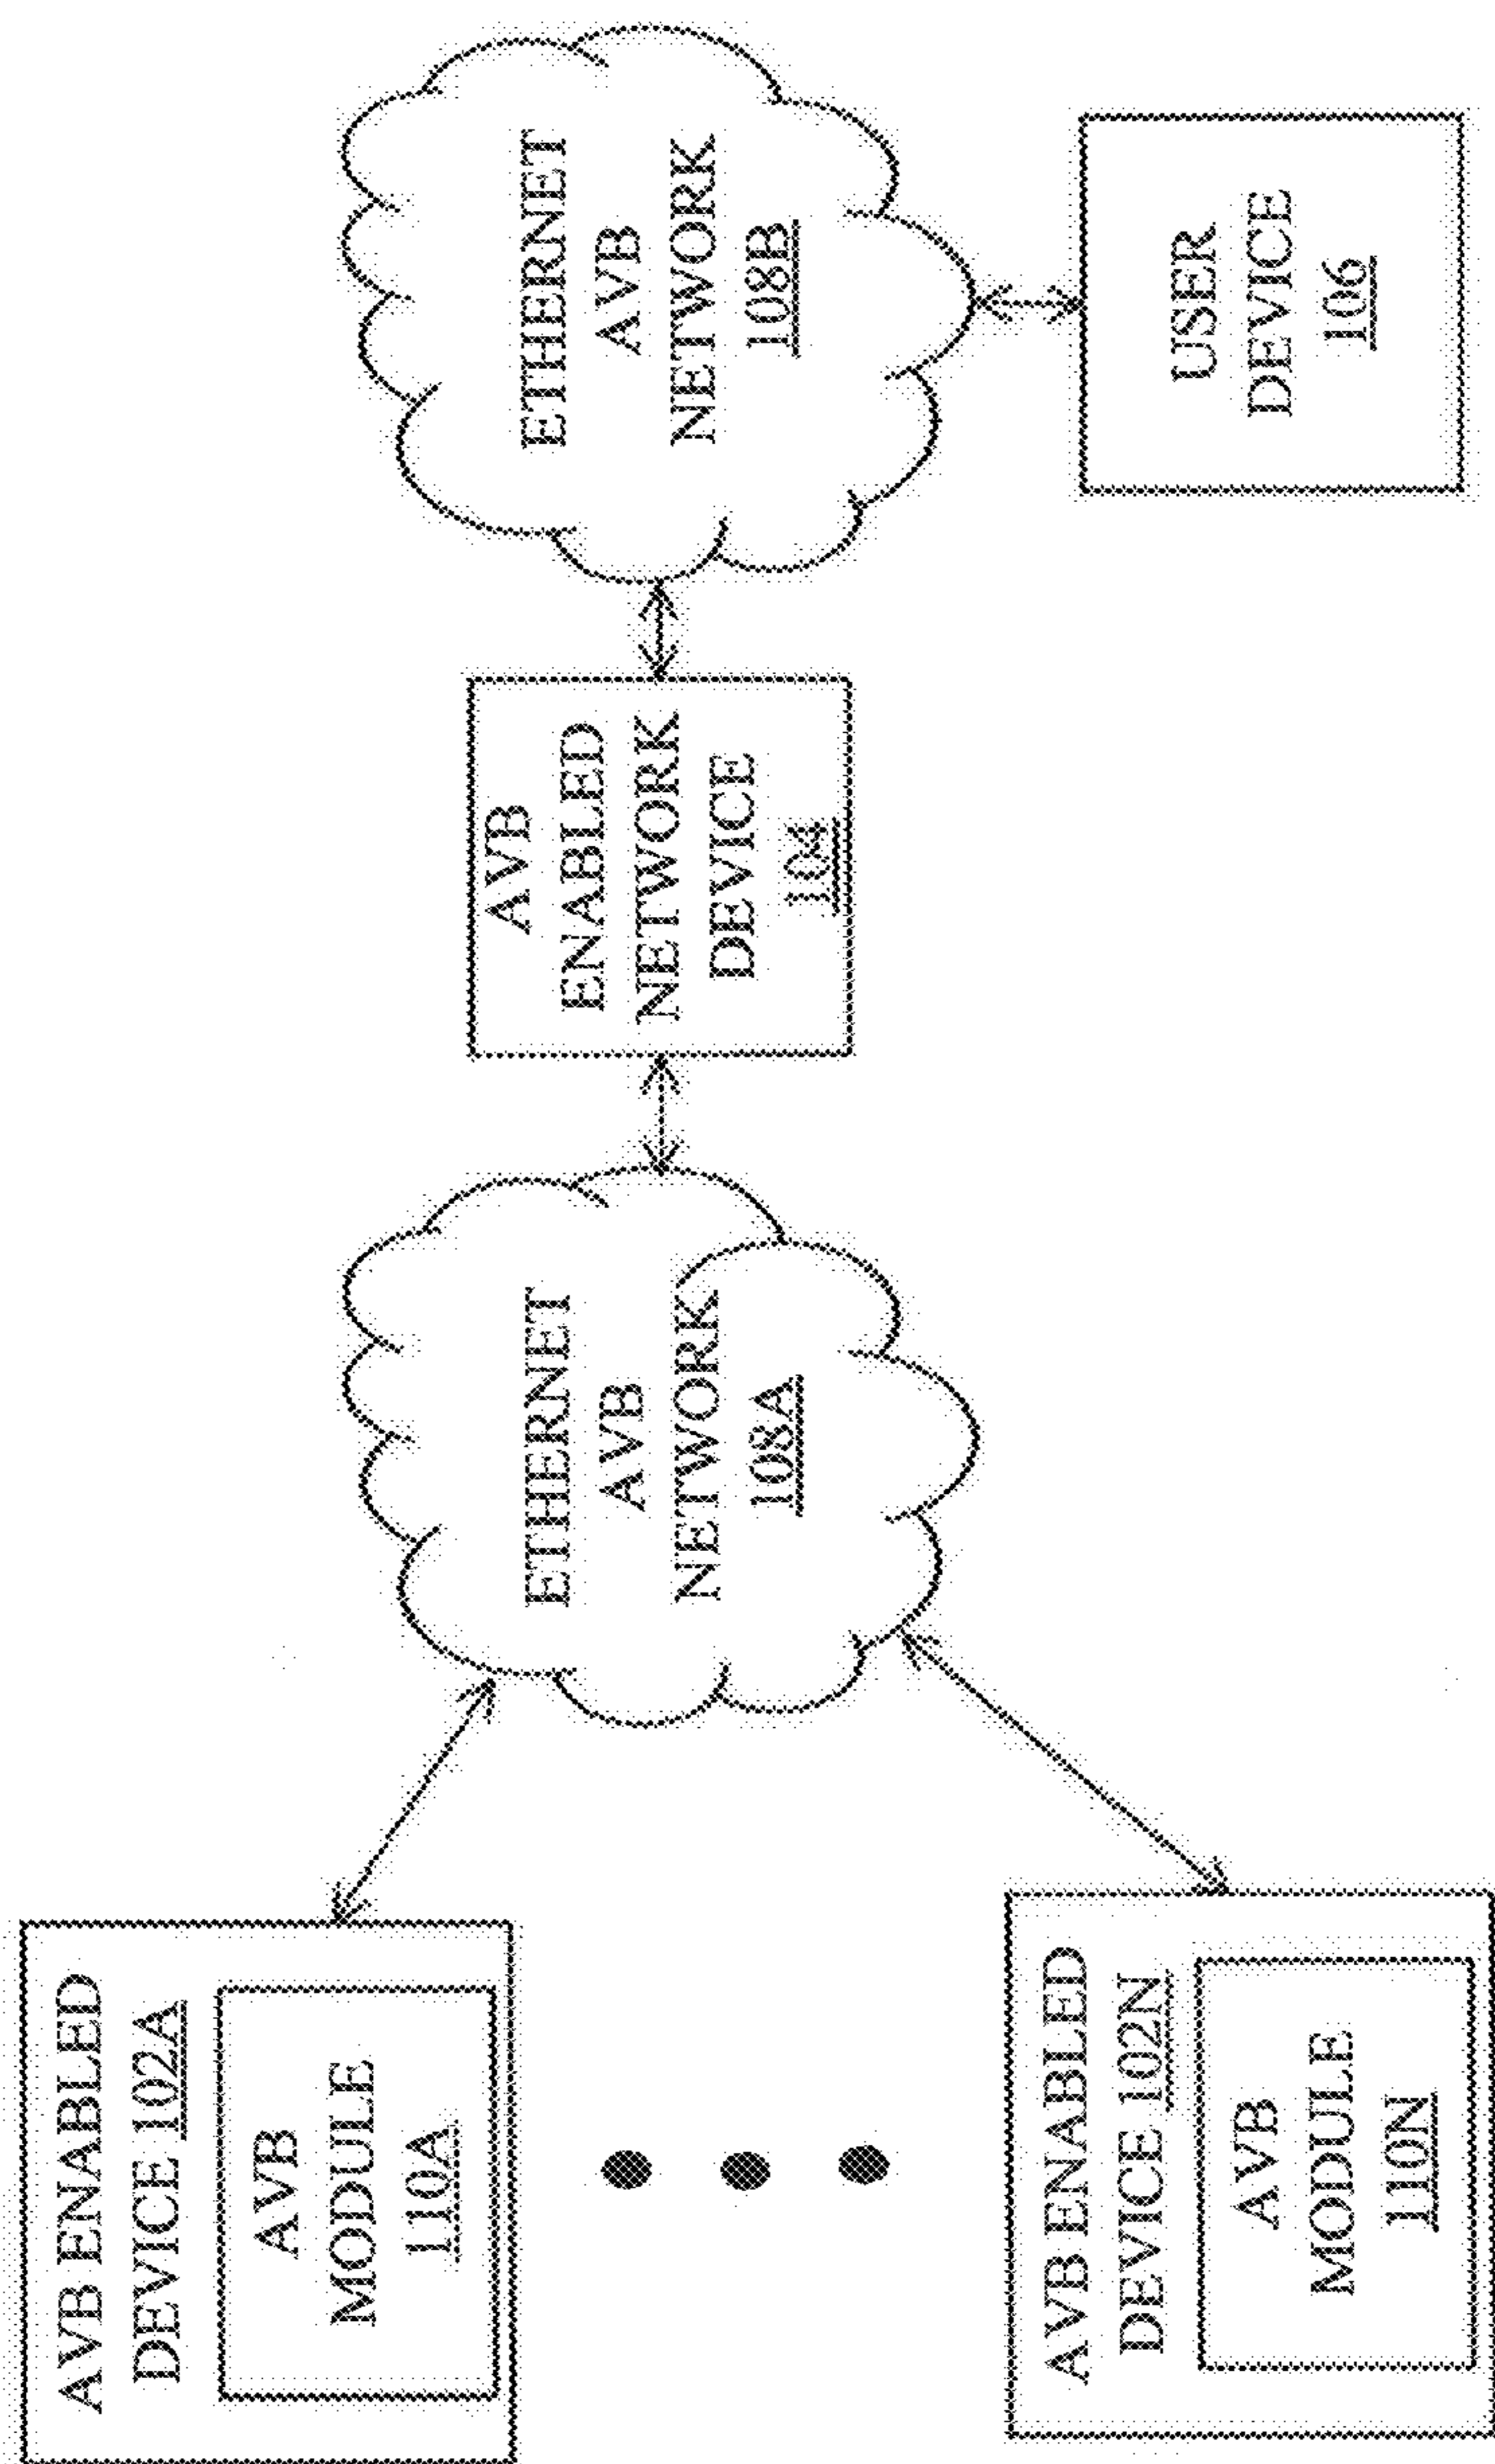 AVB ENABLED
DEVICE 102A
AVB
MODULE
110A
AVB ENABLED
DEVICE 102N
AVB
MODULE
110N
ETHERNET
AVB
NETWORK
108A
AVB
ENABLED
NETWORK
DEVICE
104
ETHERNET
AVB
NETWORK
108B
USER
DEVICE
106